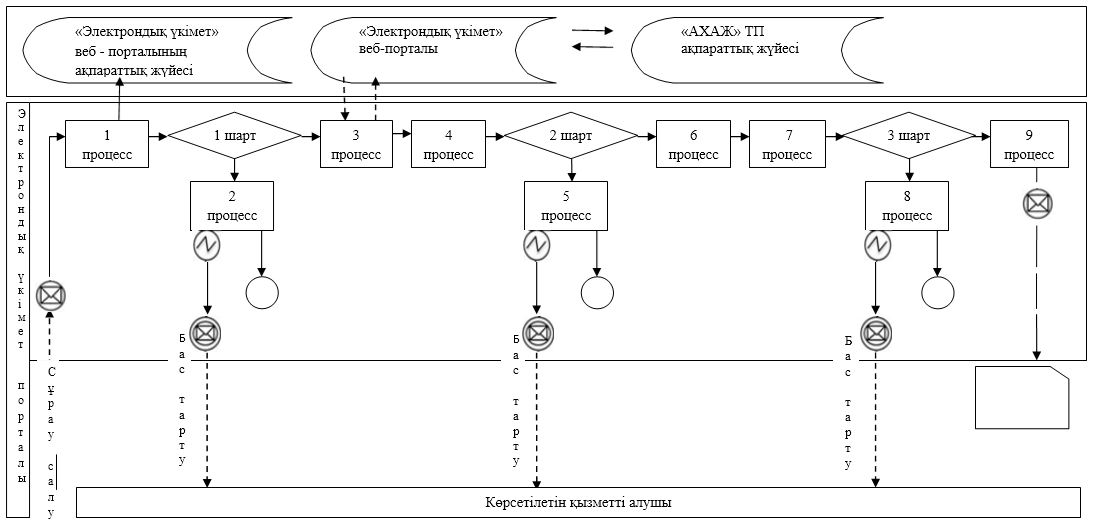 «Электрондық үкімет»
веб - порталының
ақпараттық жүйесі
«Электрондық үкімет»
веб-порталы
«АХАЖ» ТП
ақпараттық жүйесі
Электрондық үкімет порталы
1
процесс
1 шарт
3
процесс
4
процесс
2 шарт
6
процесс
7
процесс
3 шарт
9
процесс
2
процесс
5
процесс
8
процесс
Сұрау салу
Бас тарту
Бас тарту
Бас тарту
Көрсетілетін қызметті алушы